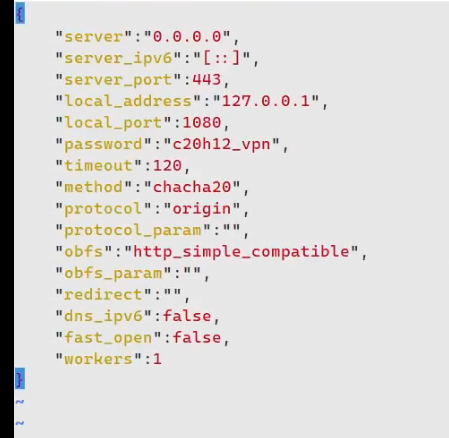 {
    "server":"0.0.0.0",
    "server_ipv6":"[::]",
    "server_port":443,
    "local_address":"127.0.0.1",
    "local_port":1080,
    "password":"c20h12_vpn",
    "timeout":120,
    "method":"chacha20",
    "protocol":"origin",
    "protocol_param":"",
    "obfs":"http_simple_compatible",
    "obfs_param":"",
    "redirect":"",
    "dns_ipv6":false,
    "fast_open":false,
    "workers":1
}
~
~